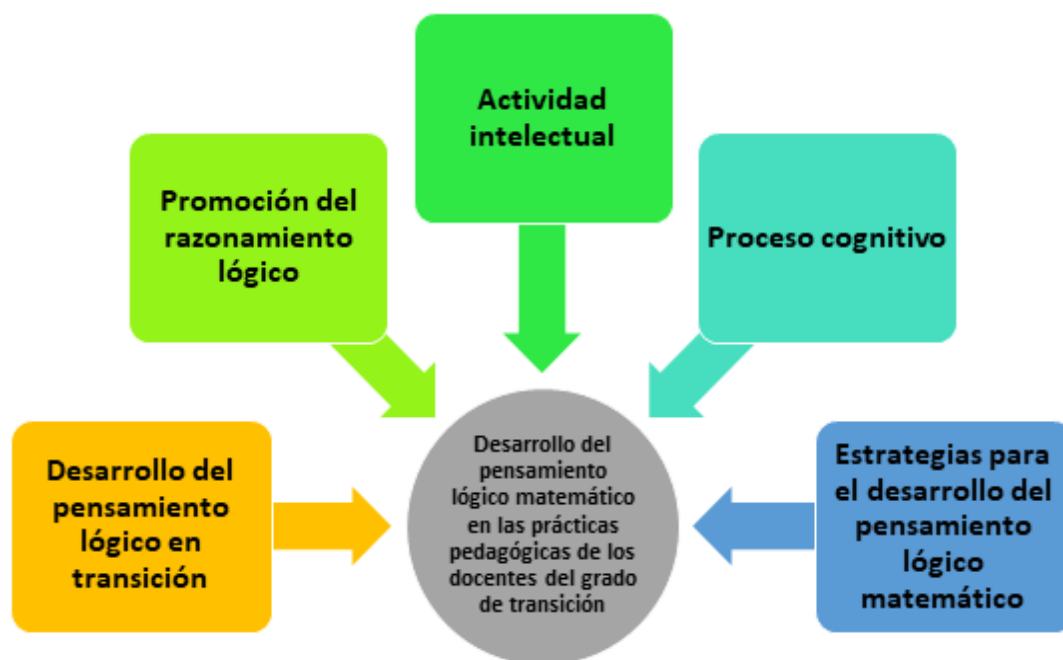 Actividad
intelectual
Promoción del
razonamiento
lógico
Proceso cognitivo
Desarrollo del
pensamiento
lógico en
transición
Desarrollo del
pensamiento
lógico matemático
en las prácticas
pedagógicas de los
docentes del grado
de transición
Estrategias para
el desarrollo del
pensamiento
lógico
matemático